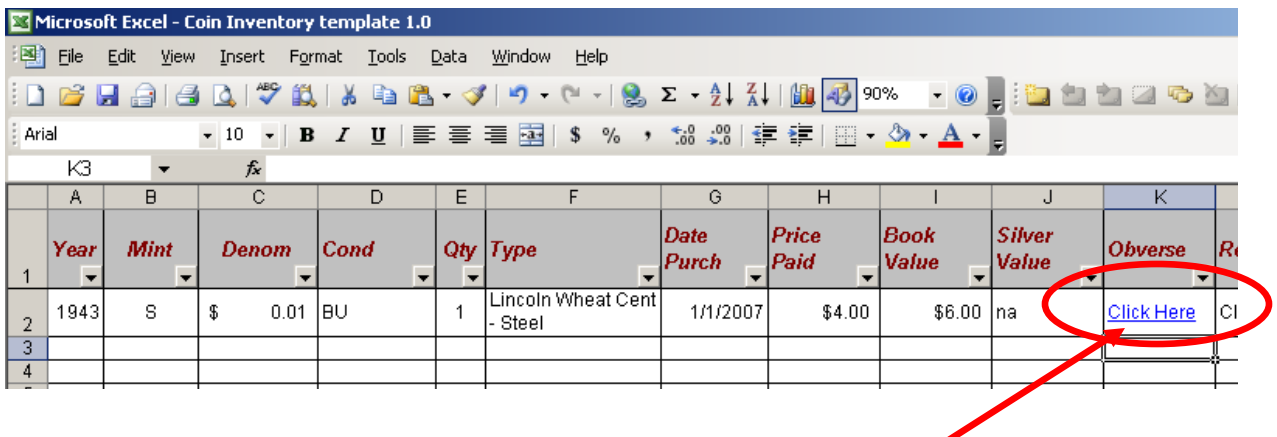 Microsoft Excel - Coin Inventory template 1.0
File Edit View Insert Format Tools Data Window Help
ABC Σ A Z Z A 90%
Arial 10 B I U a $ % , .00 .00 A
K3 fx
A B C D E F G H I J K
1 Year Mint Denom Cond Qty Type Date Purch Price Paid Book Value Silver Value Obverse
2 1943 S $ 0.01 BU 1 Lincoln Wheat Cent - Steel 1/1/2007 $4.00 $6.00 na Click Here
3
4